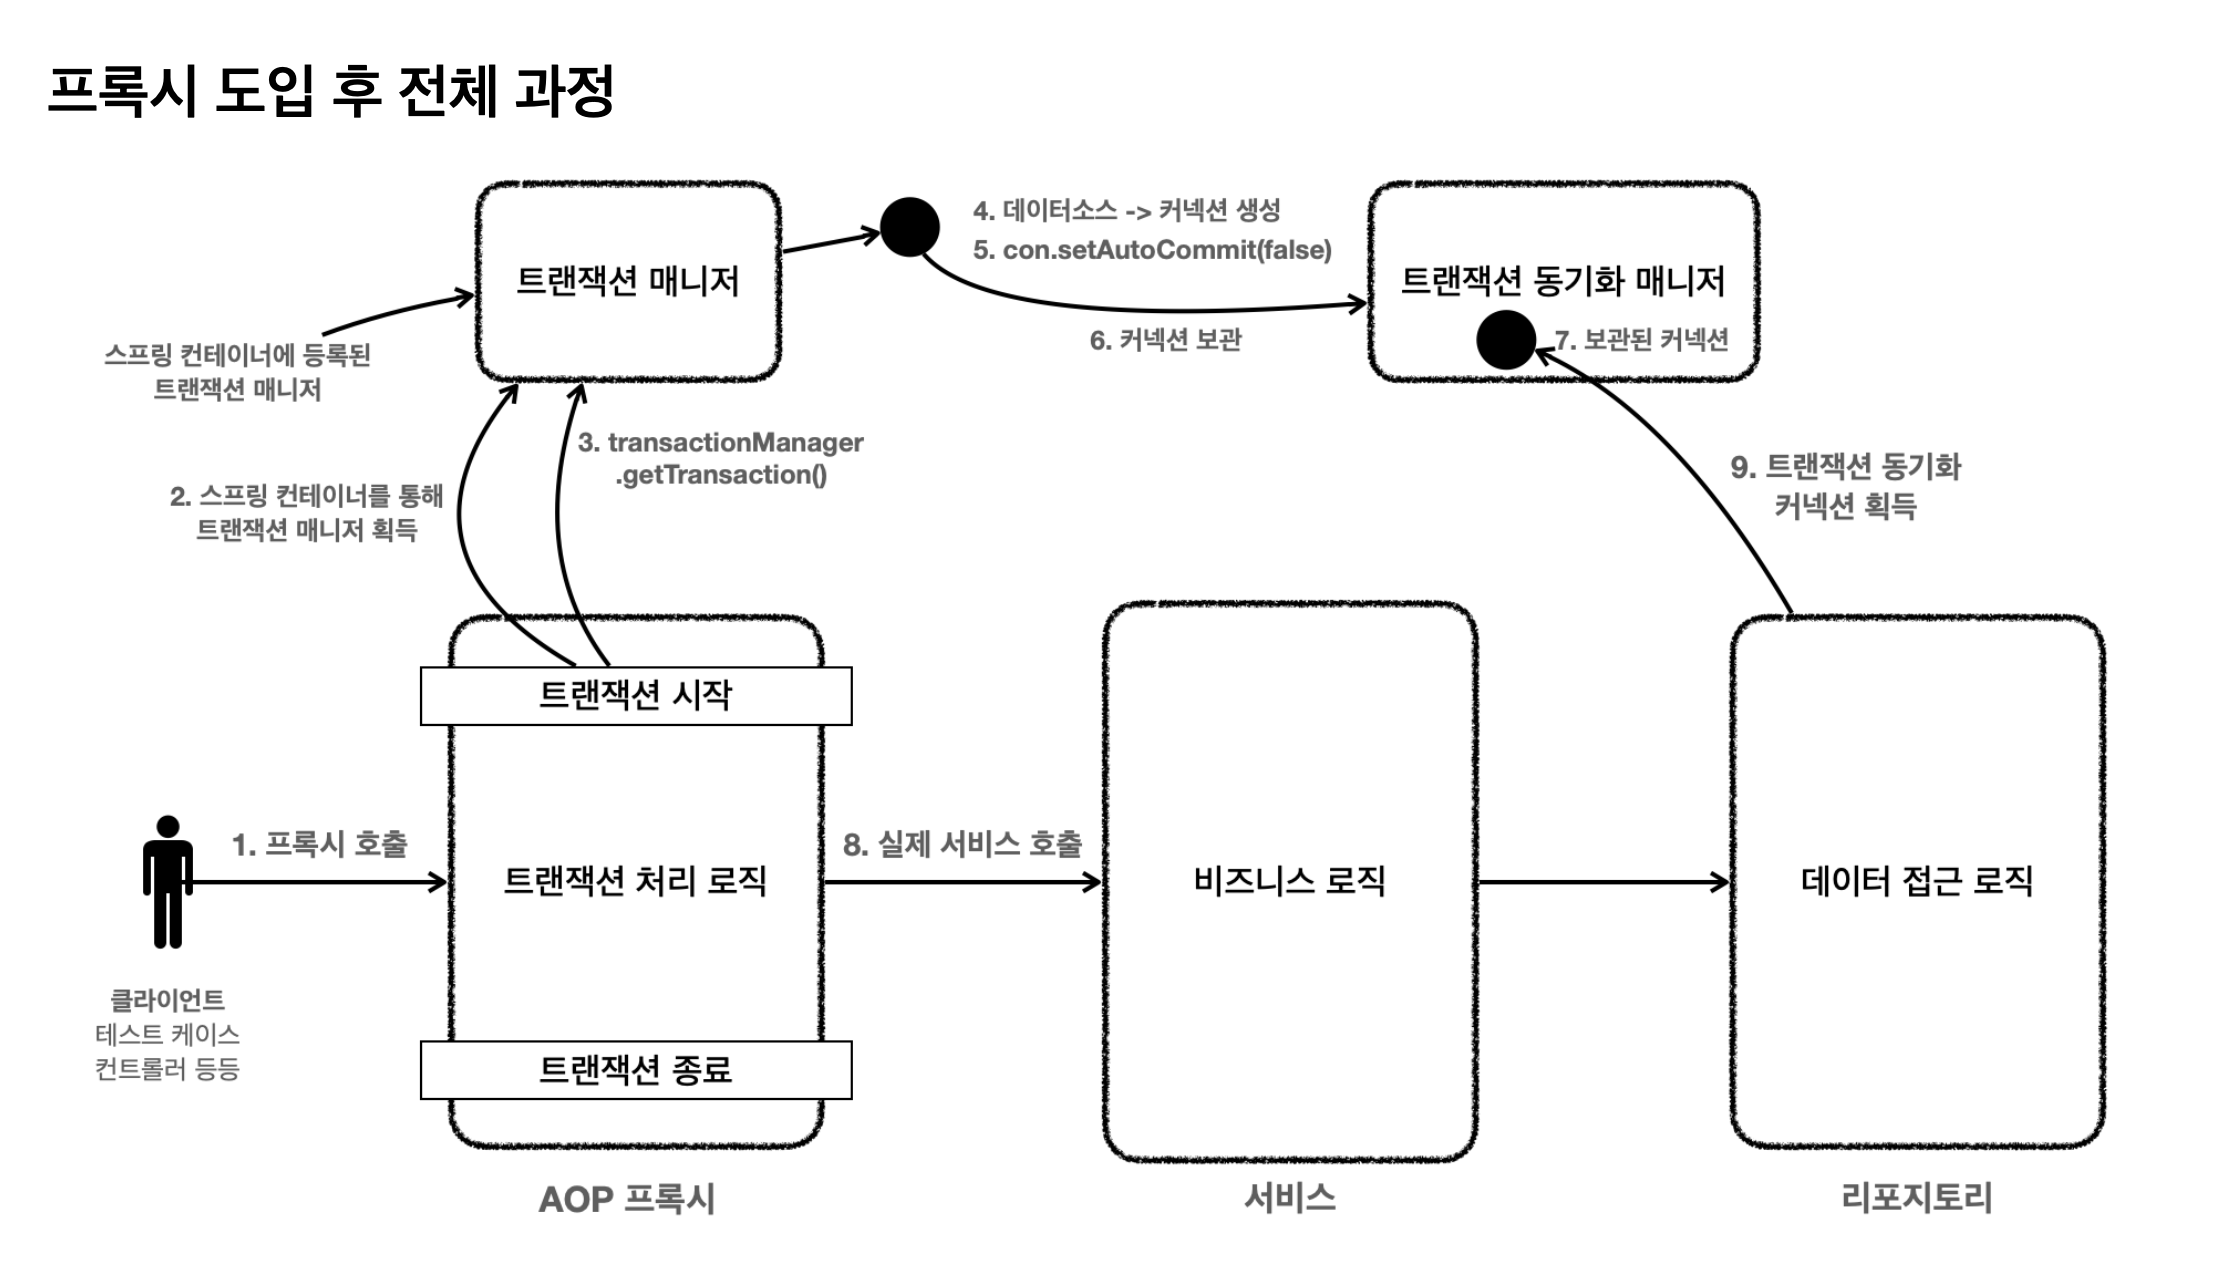 프록시 도입 후 전체 과정
트랜잭션 매니저
4. 데이터소스 -> 커넥션 생성
5. con.setAutoCommit(false)
트랜잭션 동기화 매니저
6. 커넥션 보관
7. 보관된 커넥션
스프링 컨테이너에 등록된
트랜잭션 매니저
3. transactionManager
.getTransaction()
2. 스프링 컨테이너를 통해
트랜잭션 매니저 획득
9. 트랜잭션 동기화
커넥션 획득
트랜잭션 시작
1. 프록시 호출
트랜잭션 처리 로직
8. 실제 서비스 호출
비즈니스 로직
데이터 접근 로직
클라이언트
테스트 케이스
컨트롤러 등등
트랜잭션 종료
AOP 프록시
서비스
리포지토리